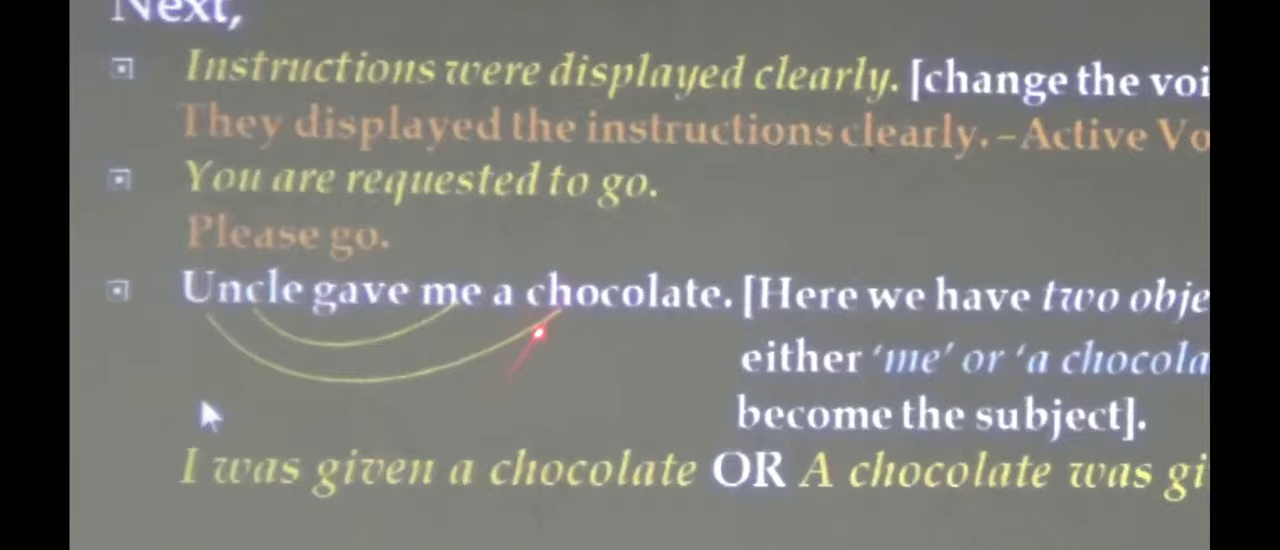 Next,
Instructions were displayed clearly. [change the voi
They displayed the instructions clearly. – Active Vo
You are requested to go.
Please go.
Uncle gave me a chocolate. [Here we have two obje
either ‘me’ or ‘a chocola
become the subject].
I was given a chocolate OR A chocolate was gi